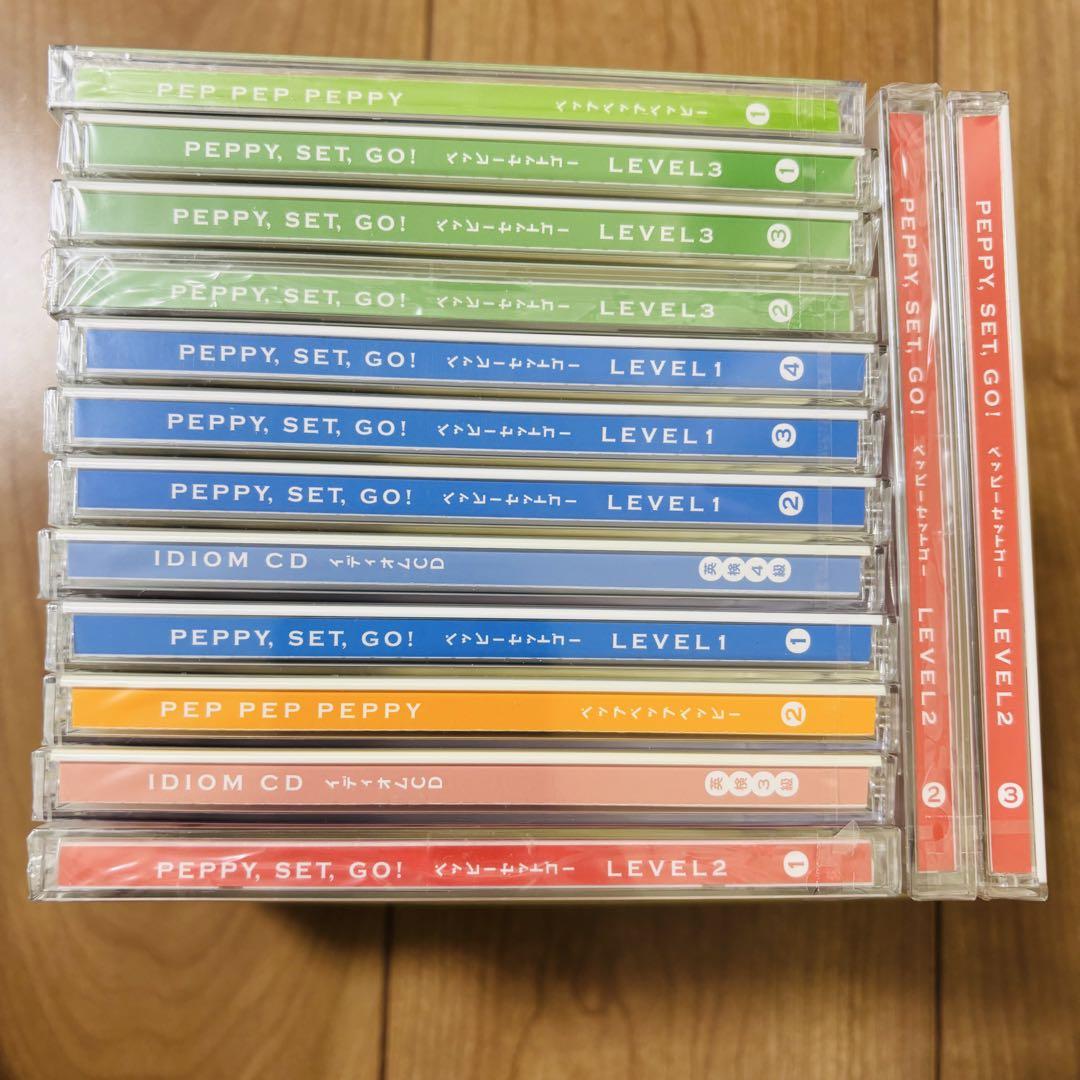 PEP PEP PEPPY ペップペップペッピー 1
PEPPY, SET, GO! ペッピーセットゴー LEVEL3 1
PEPPY, SET, GO! ペッピーセットゴー LEVEL3 3
PEPPY, SET, GO! ペッピーセットゴー LEVEL3 2
PEPPY, SET, GO! ペッピーセットゴー LEVEL1 4
PEPPY, SET, GO! ペッピーセットゴー LEVEL1 3
PEPPY, SET, GO! ペッピーセットゴー LEVEL1 2
IDIOM CD イディオムCD 英検4級
PEPPY, SET, GO! ペッピーセットゴー LEVEL1 1
PEP PEP PEPPY ペップペップペッピー 2
IDIOM CD イディオムCD 英検3級
PEPPY, SET, GO! ペッピーセットゴー LEVEL2 1
PEPPY, SET, GO! ペッピーセットゴー LEVEL2 2
PEPPY, SET, GO! ペッピーセットゴー LEVEL2 3